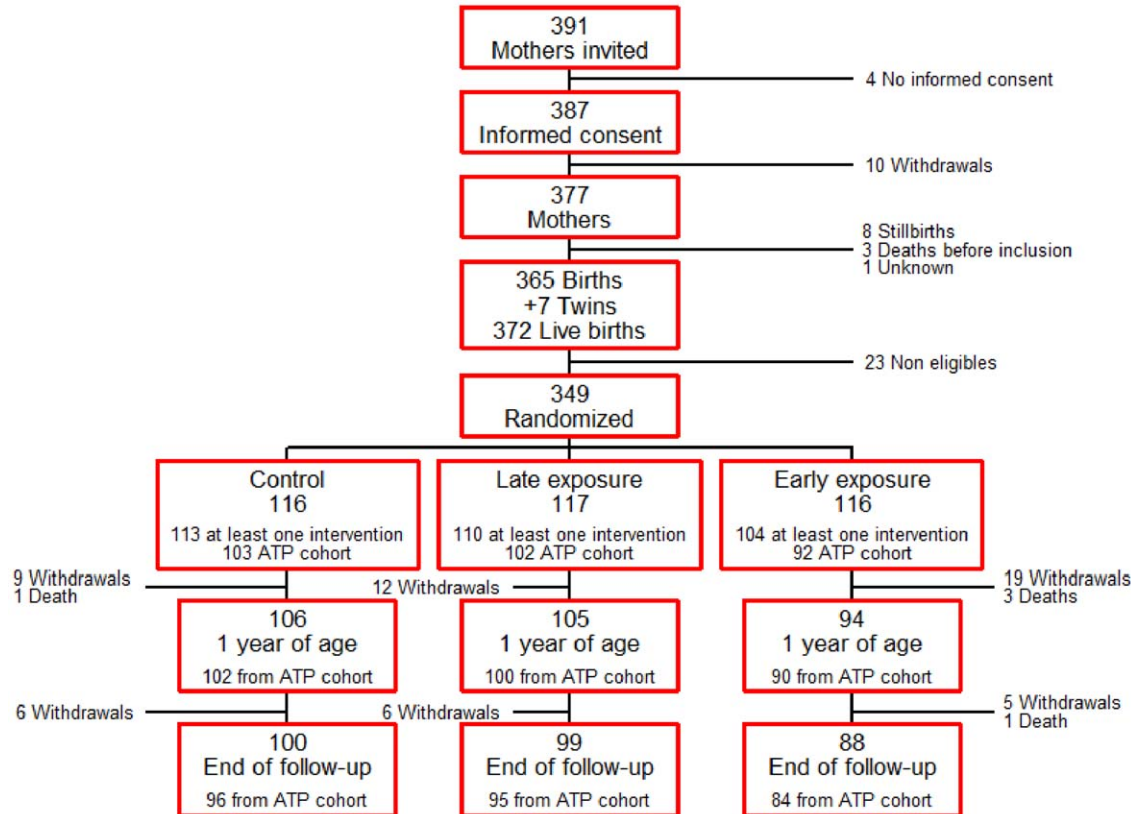 391
Mothers invited
4 No informed consent
387
Informed consent
10 Withdrawals
377
Mothers
8 Stillbirths
3 Deaths before inclusion
1 Unknown
365 Births
+7 Twins
372 Live births
23 Non eligibles
349
Randomized
Control
116
113 at least one intervention
103 ATP cohort
Late exposure
117
110 at least one intervention
102 ATP cohort
Early exposure
116
104 at least one intervention
92 ATP cohort
9 Withdrawals
1 Death
12 Withdrawals
19 Withdrawals
3 Deaths
106
1 year of age
102 from ATP cohort
105
1 year of age
100 from ATP cohort
94
1 year of age
90 from ATP cohort
6 Withdrawals
6 Withdrawals
5 Withdrawals
1 Death
100
End of follow-up
96 from ATP cohort
99
End of follow-up
95 from ATP cohort
88
End of follow-up
84 from ATP cohort